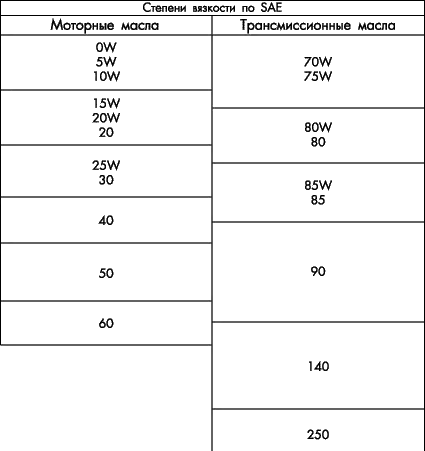 Степени вязкости по SAE
Моторные масла
Трансмиссионные масла
0W
5W
10W
15W
20W
20
25W
30
40
50
60
70W
75W
80W
80
85W
85
90
140
250